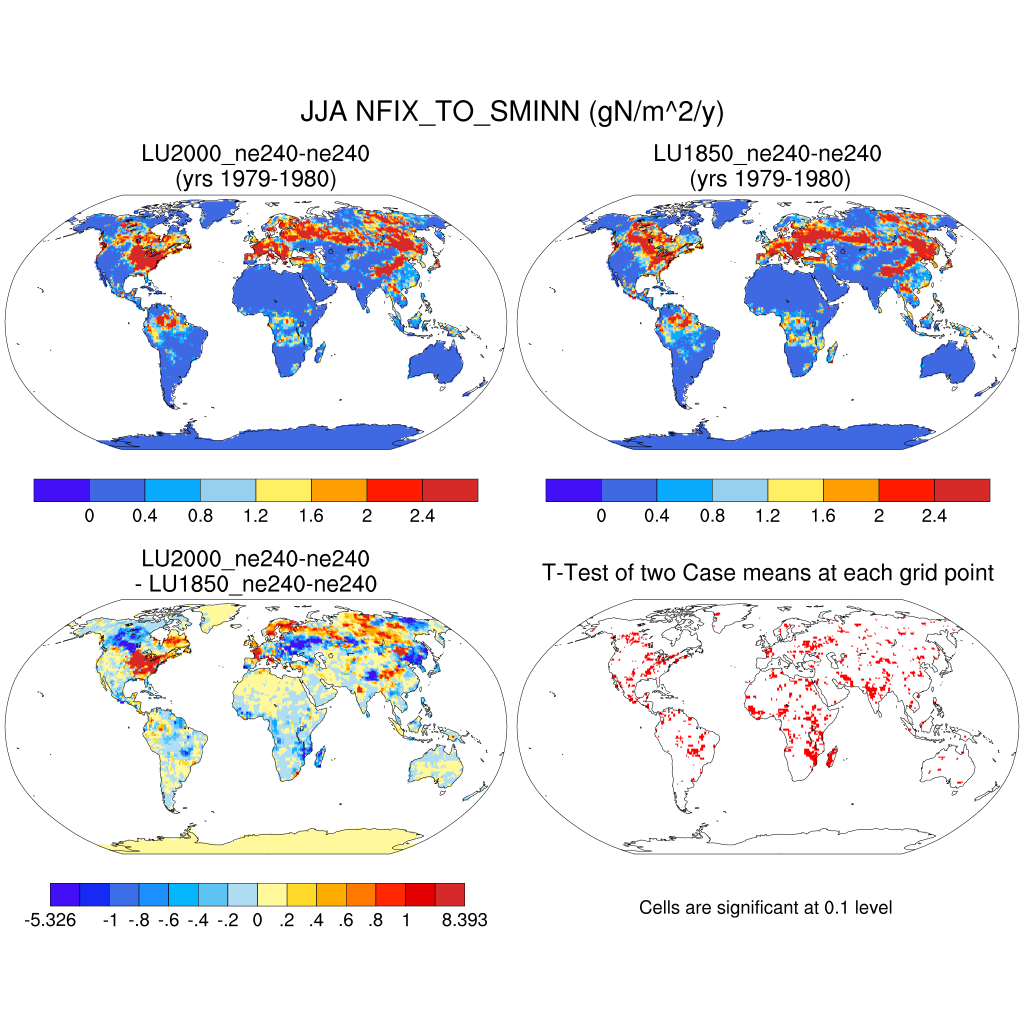 JJA NFIX_TO_SMINN (gN/m^2/y)
LU2000_ne240-ne240
(yrs 1979-1980)
LU1850_ne240-ne240
(yrs 1979-1980)
0 0.4 0.8 1.2 1.6 2 2.4
0 0.4 0.8 1.2 1.6 2 2.4
LU2000_ne240-ne240
- LU1850_ne240-ne240
T-Test of two Case means at each grid point
-5.326 -1 -.8 -.6 -.4 -.2 0 .2 .4 .6 .8 1 8.393
Cells are significant at 0.1 level